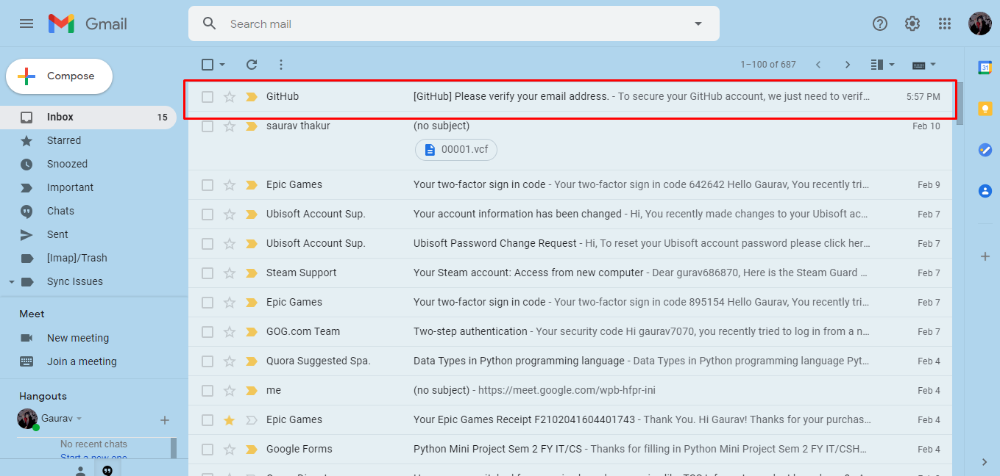 Gmail
Search mail
Compose
1–100 of 687
Inbox 15
Starred
Snoozed
Important
Chats
Sent
[Imap]/Trash
Sync Issues
Meet
New meeting
Join a meeting
Hangouts
Gaurav
No recent chats
Start a new one
GitHub [GitHub] Please verify your email address. - To secure your GitHub account, we just need to verif… 5:57 PM
saurav thakur (no subject) Feb 10
00001.vcf
Epic Games Your two-factor sign in code - Your two-factor sign in code 642642 Hello Gaurav, You recently tri… Feb 9
Ubisoft Account Sup. Your account information has been changed - Hi, You recently made changes to your Ubisoft ac… Feb 7
Ubisoft Account Sup. Ubisoft Password Change Request - Hi, To reset your Ubisoft account password please click her… Feb 7
Steam Support Your Steam account: Access from new computer - Dear gurav686870, Here is the Steam Guard … Feb 7
Epic Games Your two-factor sign in code - Your two-factor sign in code 895154 Hello Gaurav, You recently tri… Feb 7
GOG.com Team Two-step authentication - Your security code Hi gaurav7070, you recently tried to log in from a n… Feb 7
Quora Suggested Spa. Data Types in Python programming language - Data Types in Python programming language Pyt… Feb 4
me (no subject) - https://meet.google.com/wpb-hfpr-ini Feb 4
Epic Games Your Epic Games Receipt F2102041604401743 - Thank You. Hi Gaurav! Thanks for your purchas… Feb 4
Google Forms Python Mini Project Sem 2 FY IT/CS - Thanks for filling in Python Mini Project Sem 2 FY IT/CSH… Feb 4
31